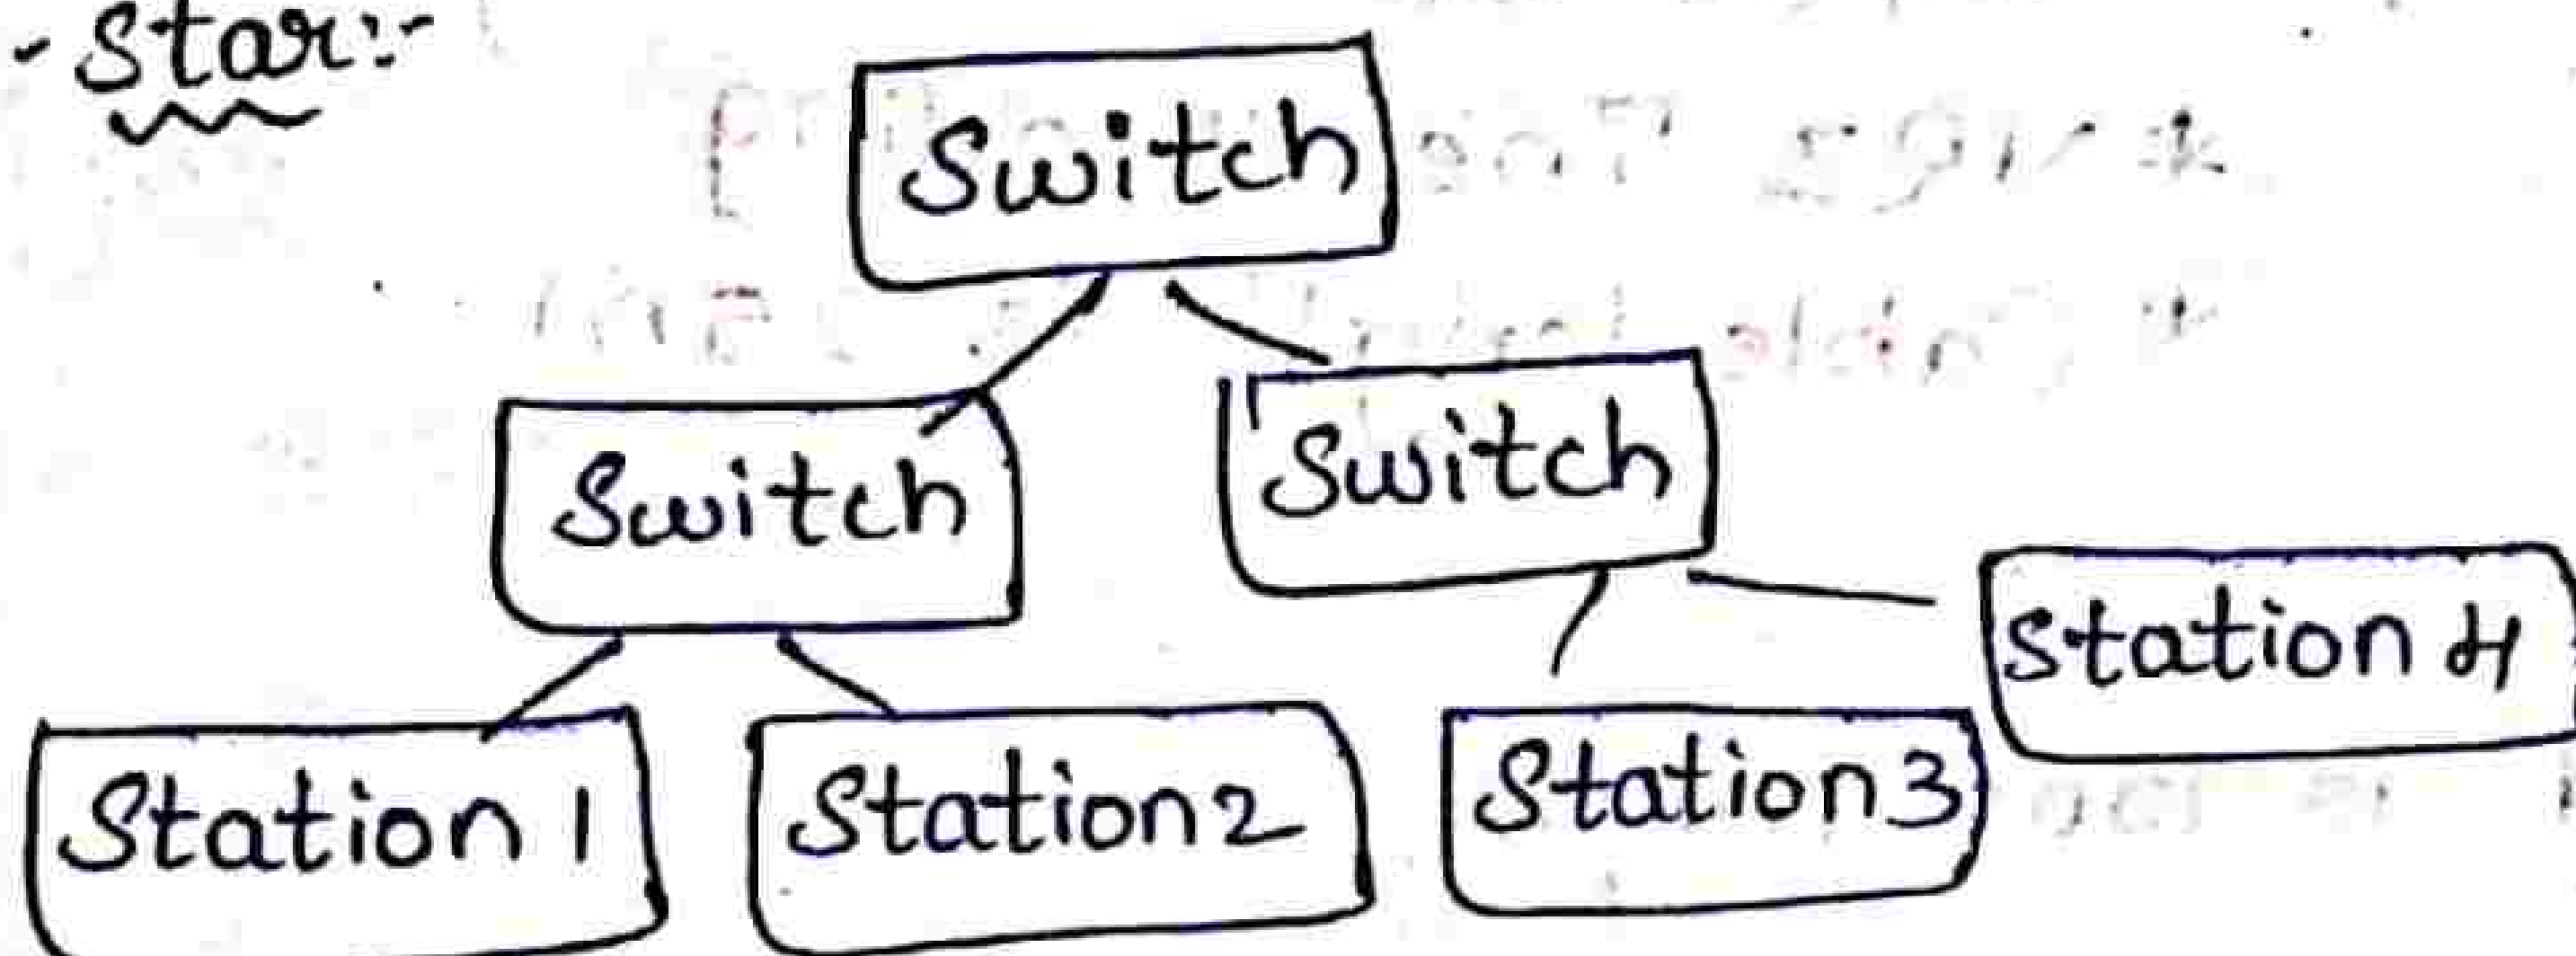 - Star:-
Switch
Switch
Switch
Station 4
Station 1
Station 2
Station 3